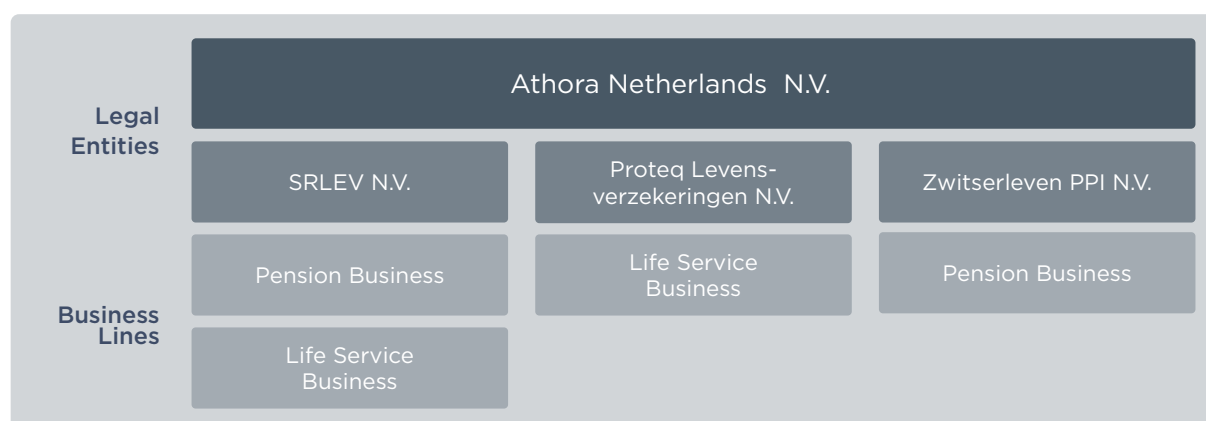 Athora Netherlands N.V.
Legal
Entities
SRLEV N.V.
Proteq Levens-
verzekeringen N.V.
Zwitserleven PPI N.V.
Pension Business
Life Service
Business
Pension Business
Business
Lines
Life Service
Business